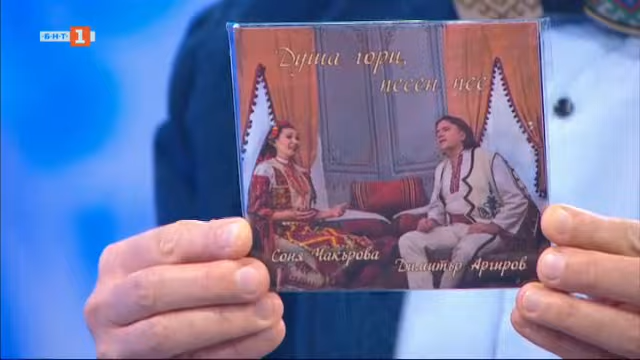 БНТ 1
Душа гори,
песен пее
Соня Чакърова
Димитър Аргиров